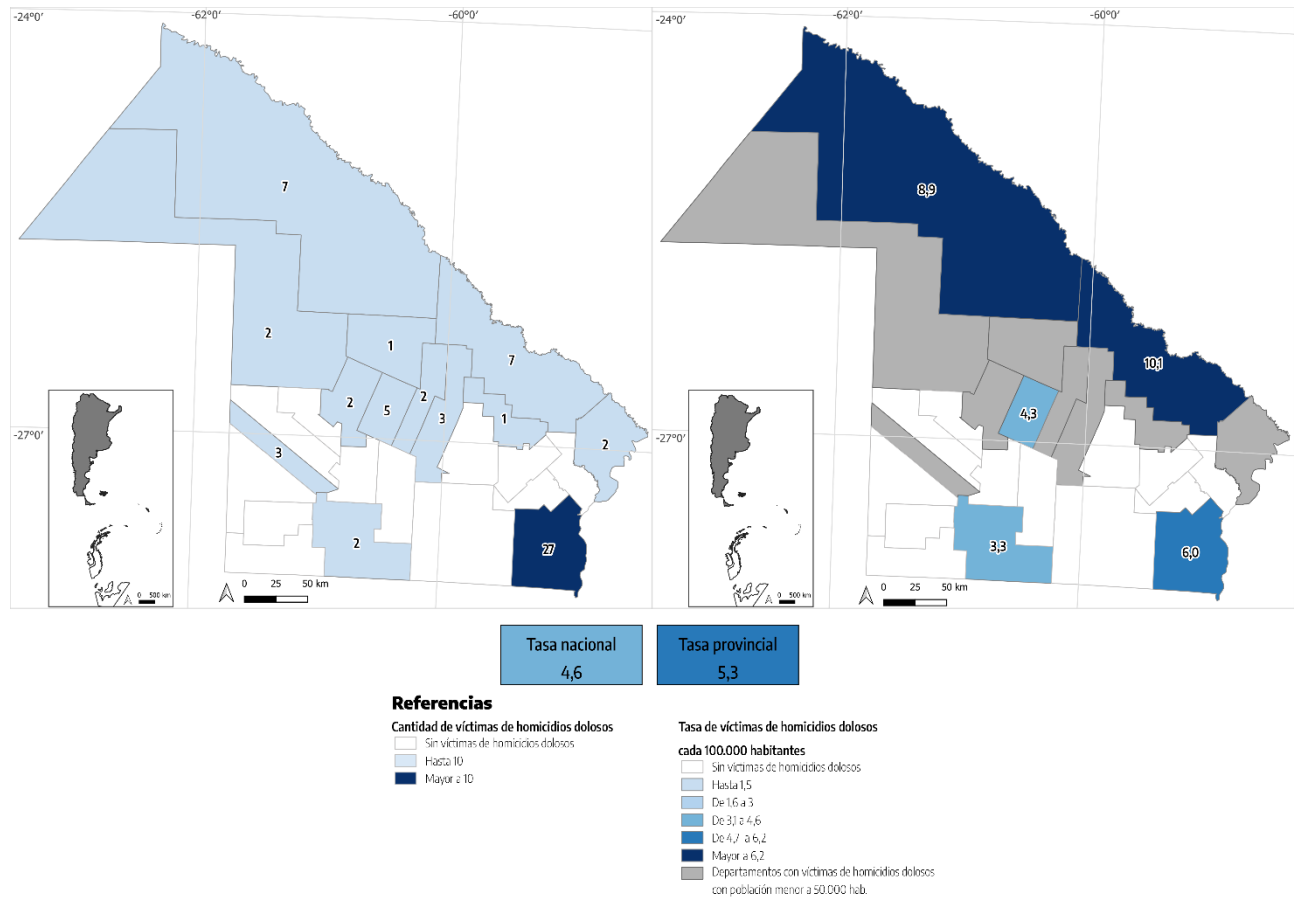 -24°0′
-62°0′
-60°0′
-24°0′
-62°0′
-60°0′
7
8,9
2
1
7
10,1
2
5
2
3
1
2
4,3
-27°0′
-27°0′
3
2
27
3,3
6,0
0 25 50 km
0 500 km
0 25 50 km
0 500 km
Tasa nacional
4,6
Tasa provincial
5,3
Referencias
Cantidad de víctimas de homicidios dolosos
Sin víctimas de homicidios dolosos
Hasta 10
Mayor a 10
Tasa de víctimas de homicidios dolosos
cada 100.000 habitantes
Sin víctimas de homicidios dolosos
Hasta 1,5
De 1,6 a 3
De 3,1 a 4,6
De 4,7 a 6,2
Mayor a 6,2
Departamentos con víctimas de homicidios dolosos
con población menor a 50.000 hab.